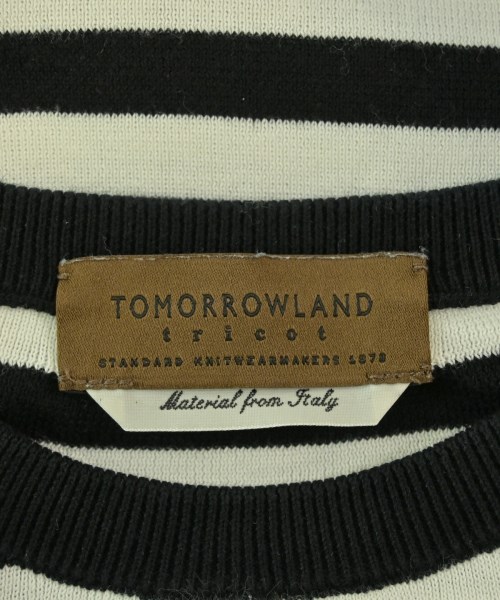 TOMORROWLAND
tricot
STANDARD KNITWEARMAKERS 1978
Material from Italy